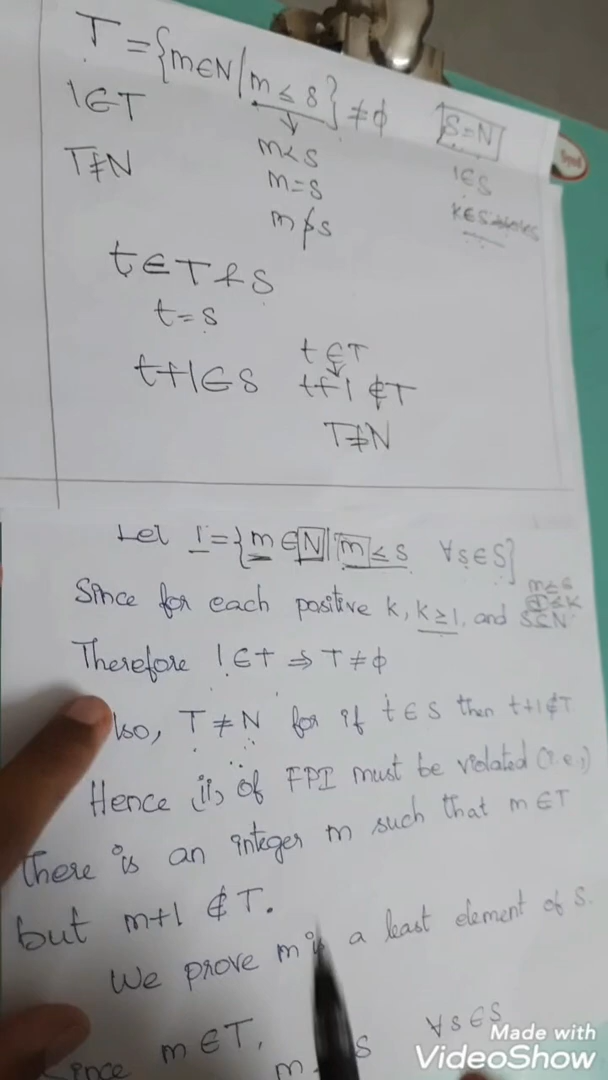 T = {m∈N | m ≤ s} ≠ ϕ
S=N
1∈T
m<s
1∈S
T≠N
m=s
m≯s
t∈T & S
t=s
t+1∈S
t∈T
t+1 ∉T
T≠N
Let T={m∈N | m ≤ s ∀s∈S}
m≤s
Since for each positive k, k≥1, and S⊆N
Therefore 1∈T ⇒ T≠ϕ
lso, T≠N for if t∈S then t+1∉T
Hence (ii) of FPI must be violated (i.e.,)
There is an integer m such that m∈T
but m+1 ∉ T.
We prove m is a least element of S.
Since m∈T, m s ∀s∈S
Made with
VideoShow